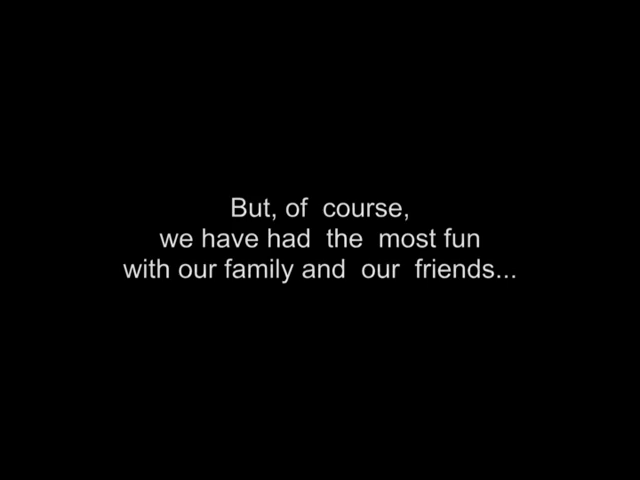 But, of course,
we have had the most fun
with our family and our friends...